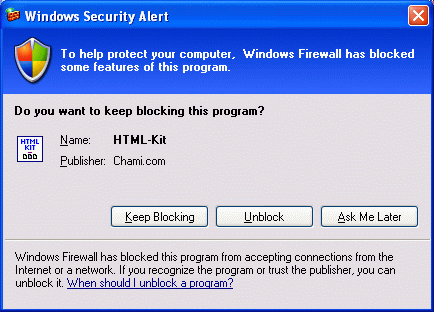 Windows Security Alert
To help protect your computer, Windows Firewall has blocked
some features of this program.
Do you want to keep blocking this program?
HTML
KIT
Name: HTML-Kit
Publisher: Chami.com
Keep Blocking Unblock Ask Me Later
Windows Firewall has blocked this program from accepting connections from the
Internet or a network. If you recognize the program or trust the publisher, you can
unblock it. When should I unblock a program?